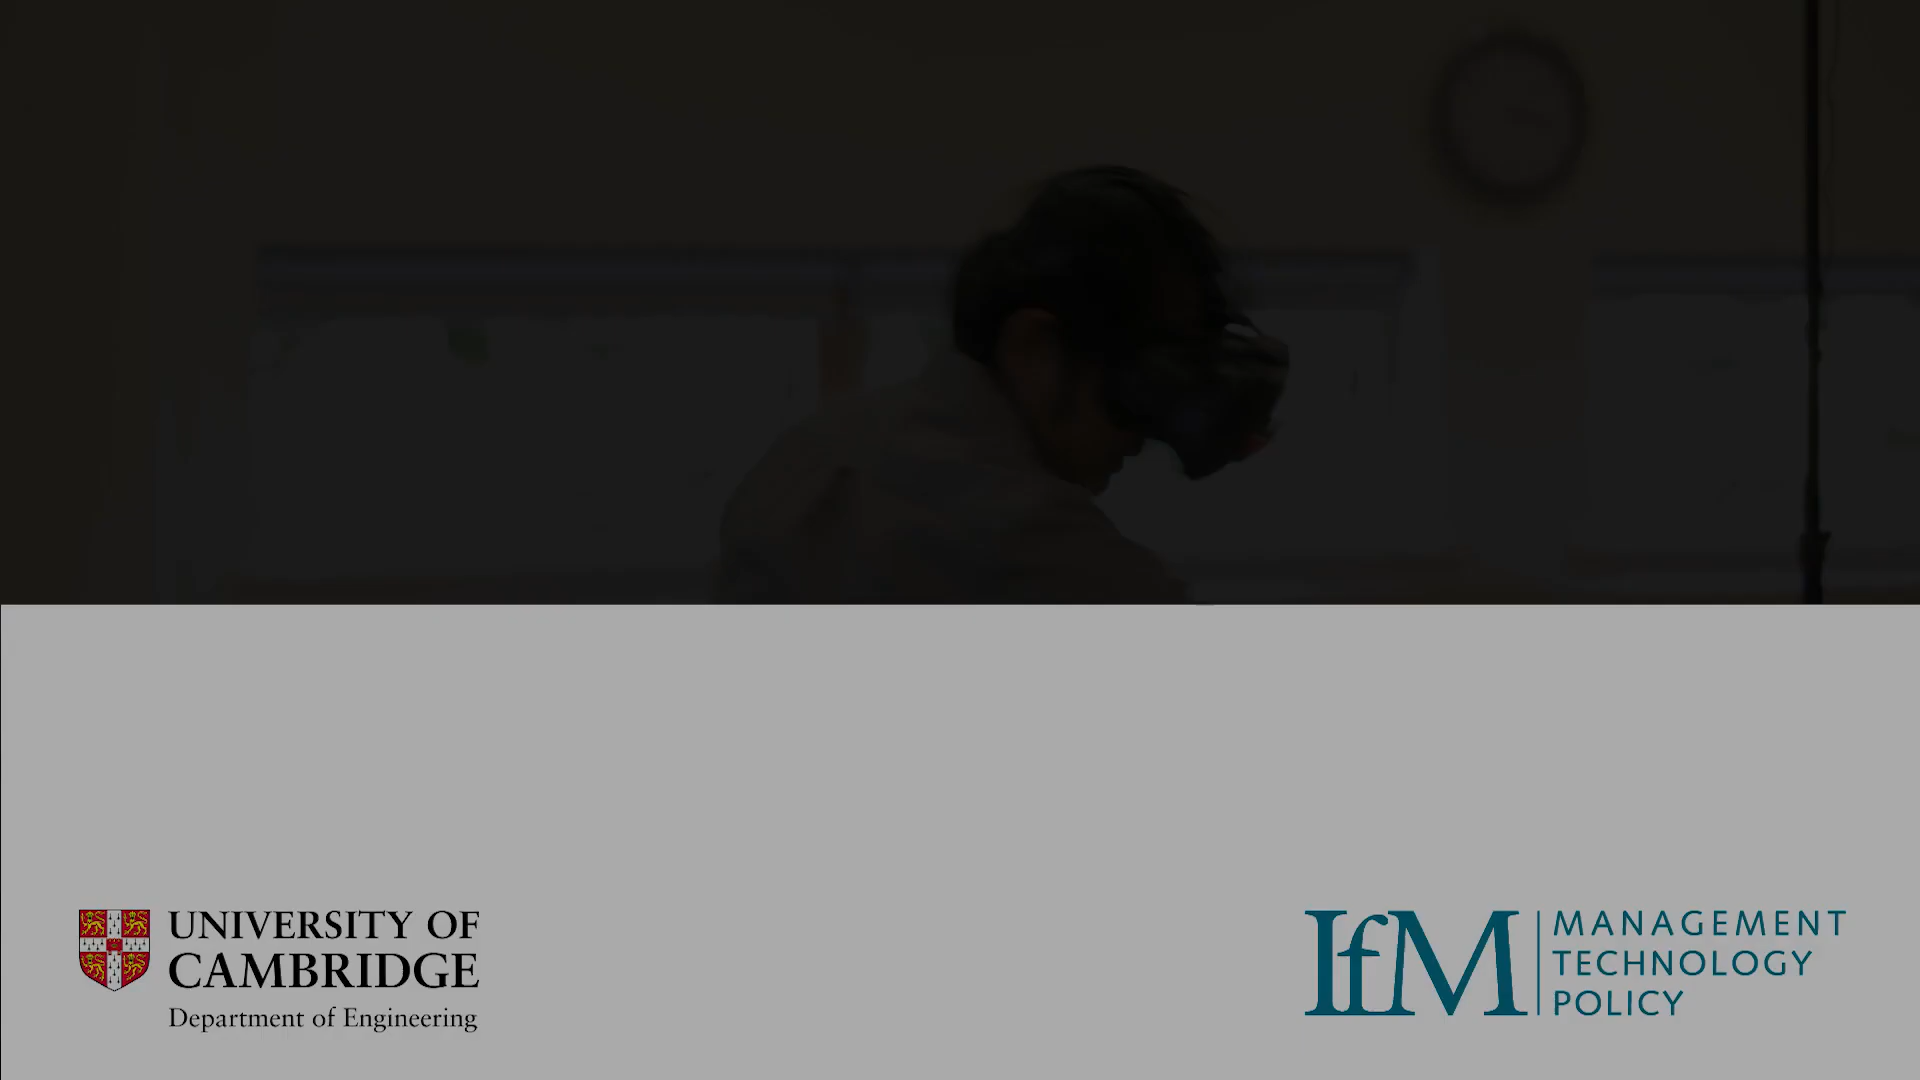 UNIVERSITY OF
CAMBRIDGE
Department of Engineering
IfM
MANAGEMENT
TECHNOLOGY
POLICY